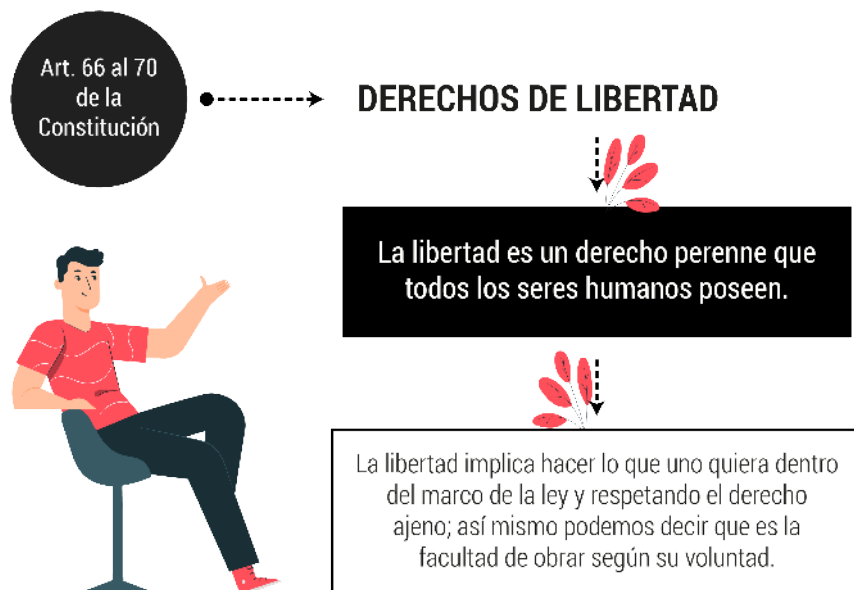 Art. 66 al 70
de la
Constitución
DERECHOS DE LIBERTAD
La libertad es un derecho perenne que
todos los seres humanos poseen.
La libertad implica hacer lo que uno quiera dentro
del marco de la ley y respetando el derecho
ajeno; así mismo podemos decir que es la
facultad de obrar según su voluntad.